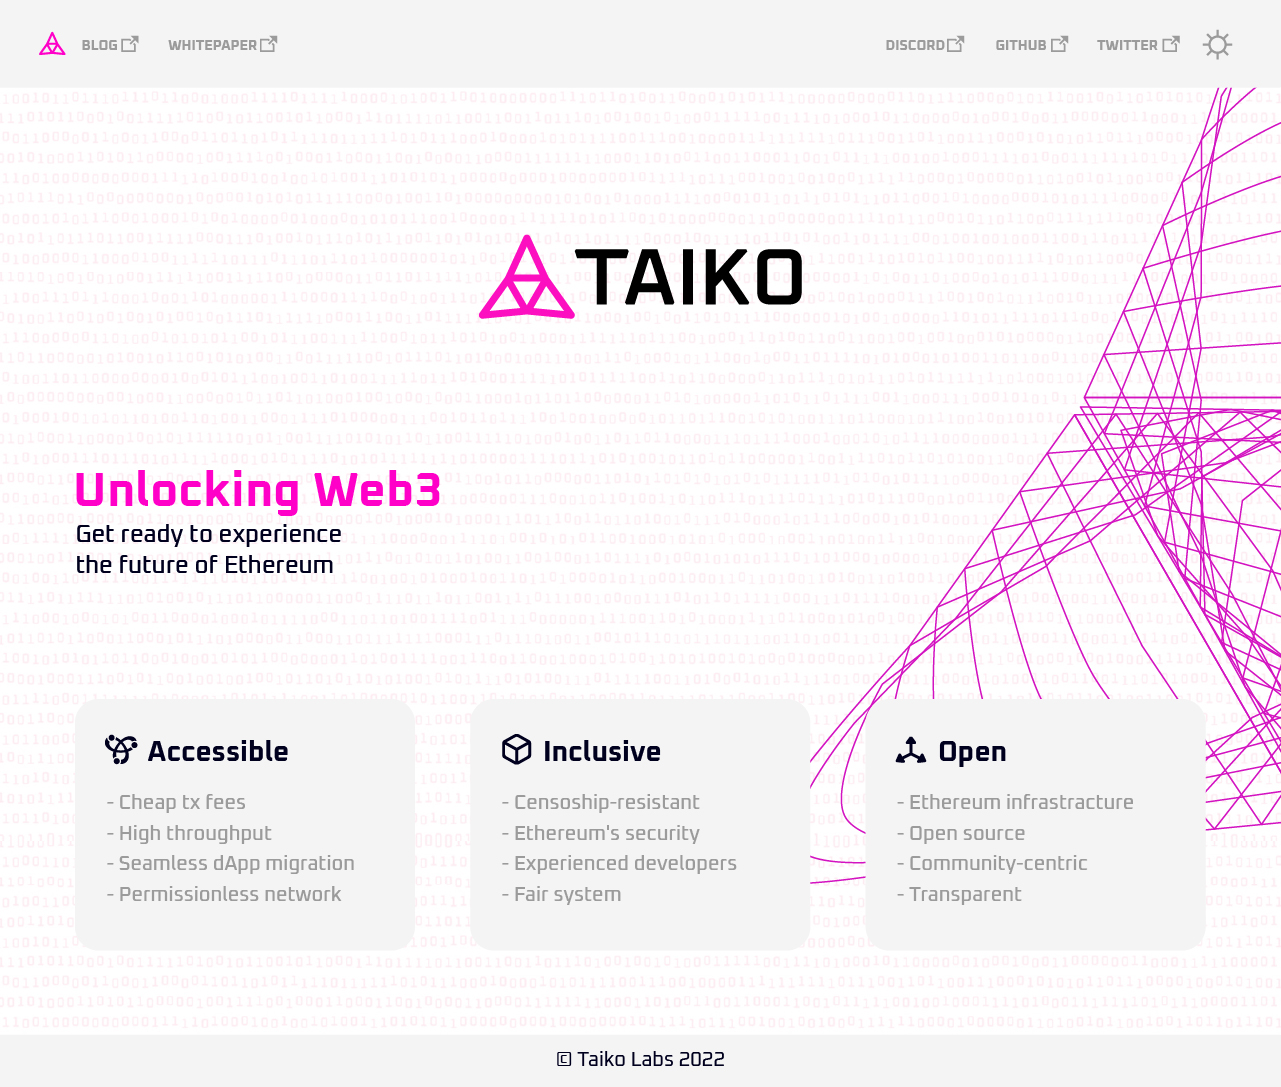 BLOG
WHITEPAPER
DISCORD
GITHUB
TWITTER
TAIKO
Unlocking Web3
Get ready to experience
the future of Ethereum
Accessible
- Cheap tx fees
- High throughput
- Seamless dApp migration
- Permissionless network
Inclusive
- Censoship-resistant
- Ethereum's security
- Experienced developers
- Fair system
Open
- Ethereum infrastracture
- Open source
- Community-centric
- Transparent
© Taiko Labs 2022